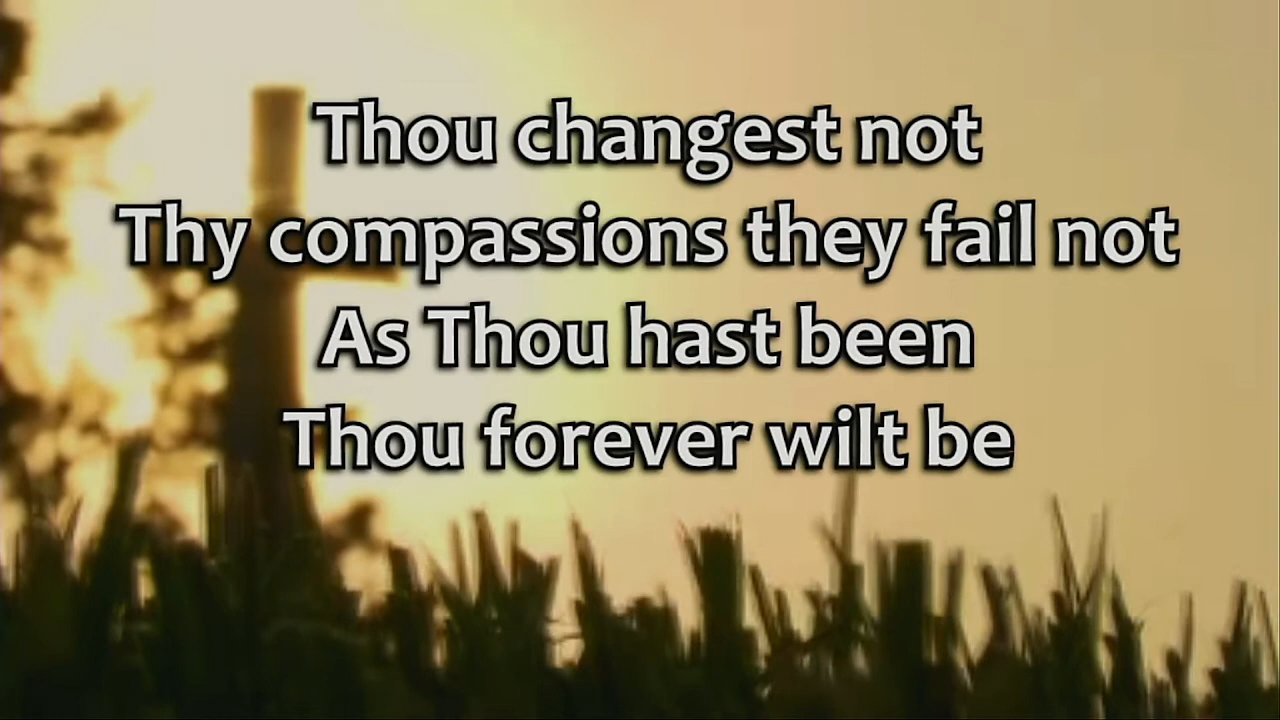 Thou changest not
Thy compassions they fail not
As Thou hast been
Thou forever wilt be